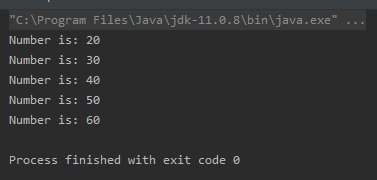 "C:\Program Files\Java\jdk-11.0.8\bin\java.exe" ...
Number is: 20
Number is: 30
Number is: 40
Number is: 50
Number is: 60
Process finished with exit code 0